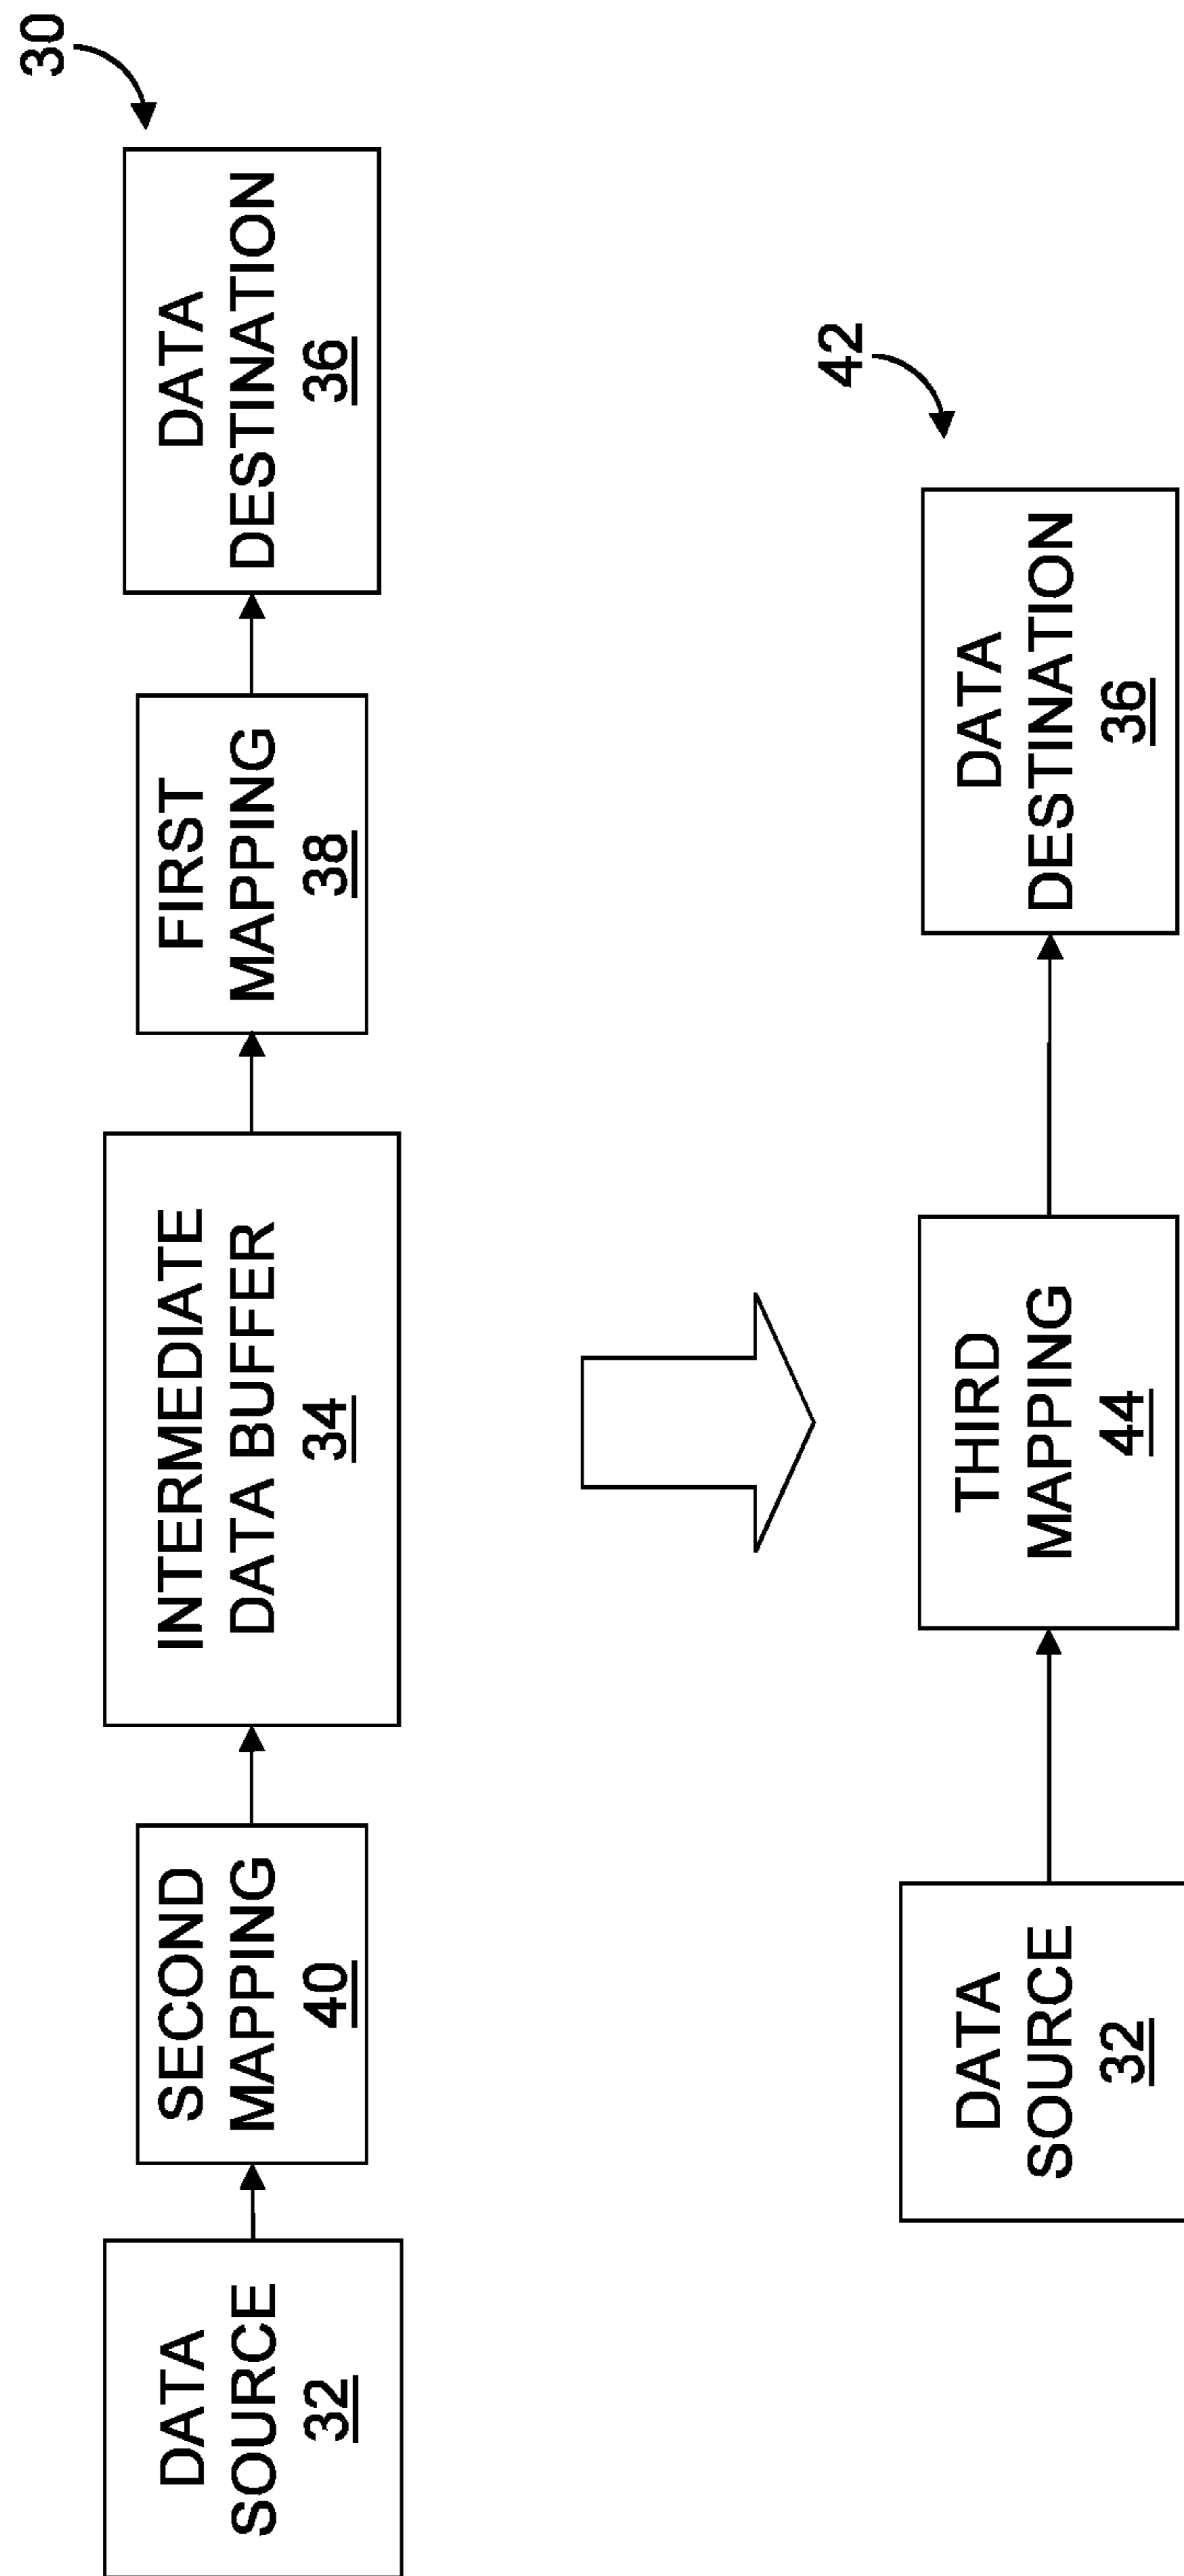 30
DATA
SOURCE
32
SECOND
MAPPING
40
INTERMEDIATE
DATA BUFFER
34
FIRST
MAPPING
38
DATA
DESTINATION
36
42
DATA
SOURCE
32
THIRD
MAPPING
44
DATA
DESTINATION
36